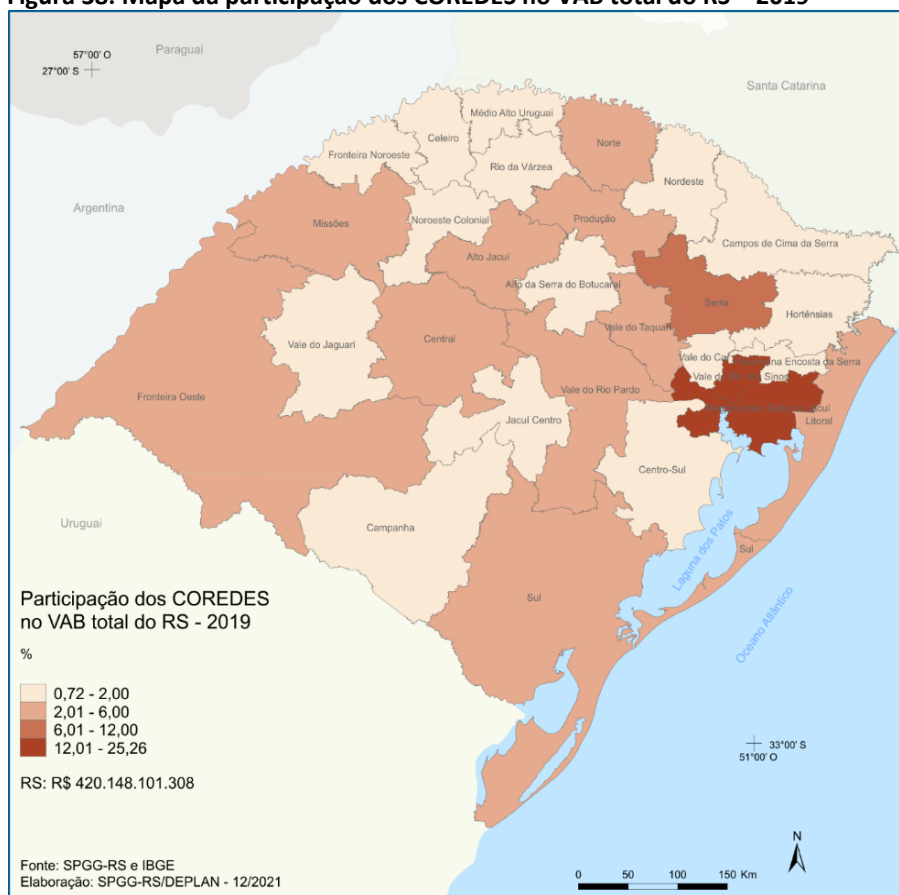 Figura 38: Mapa da participação dos COREDES no VAB total do RS – 2019
57°00' O
27°00' S
Paraguai
Santa Catarina
Argentina
Uruguai
Médio Alto Uruguai
Celeiro
Norte
Fronteira Noroeste
Rio da Várzea
Nordeste
Missões
Noroeste Colonial
Produção
Campos de Cima da Serra
Alto Jacuí
Alto da Serra do Botucaraí
Serra
Hortênsias
Vale do Jaguari
Central
Vale do Taquari
Encosta da Serra
Sinos
Fronteira Oeste
Vale do Rio Pardo
Jacuí
Litoral
Jacuí Centro
Centro-Sul
Campanha
Laguna dos Patos
Sul
Sul
Oceano Atlântico
Participação dos COREDES
no VAB total do RS - 2019
%
0,72 - 2,00
2,01 - 6,00
6,01 - 12,00
12,01 - 25,26
RS: R$ 420.148.101.308
33°00' S
51°00' O
N
Fonte: SPGG-RS e IBGE
Elaboração: SPGG-RS/DEPLAN - 12/2021
0 50 100 150 Km